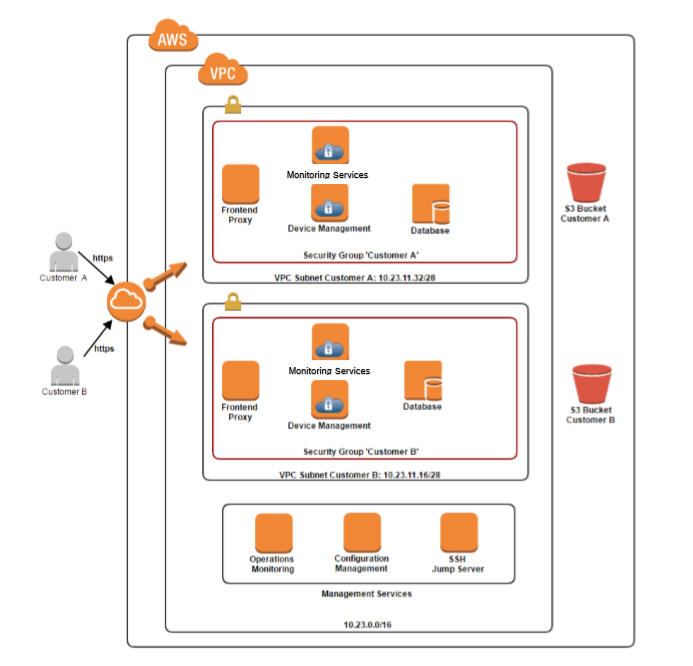 AWS
VPC
Monitoring Services
Frontend
Proxy
Device Management
Database
Security Group 'Customer A'
VPC Subnet Customer A: 10.23.11.32/28
S3 Bucket
Customer A
https
Customer A
https
Customer B
Monitoring Services
Frontend
Proxy
Device Management
Database
Security Group 'Customer B'
VPC Subnet Customer B: 10.23.11.16/28
S3 Bucket
Customer B
Operations
Monitoring
Configuration
Management
SSH
Jump Server
Management Services
10.23.0.0/16